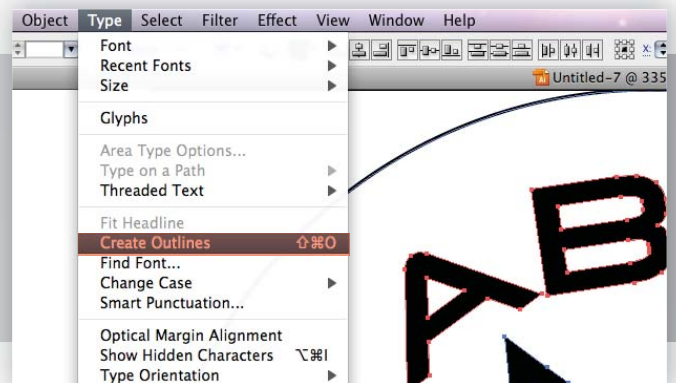 Object Type Select Filter Effect View Window Help
x:
Untitled-7 @ 335
Font
Recent Fonts
Size
Glyphs
Area Type Options...
Type on a Path
Threaded Text
Fit Headline
Create Outlines ⇧⌘O
Find Font...
Change Case
Smart Punctuation...
Optical Margin Alignment
Show Hidden Characters ⌥⌘I
Type Orientation
A B